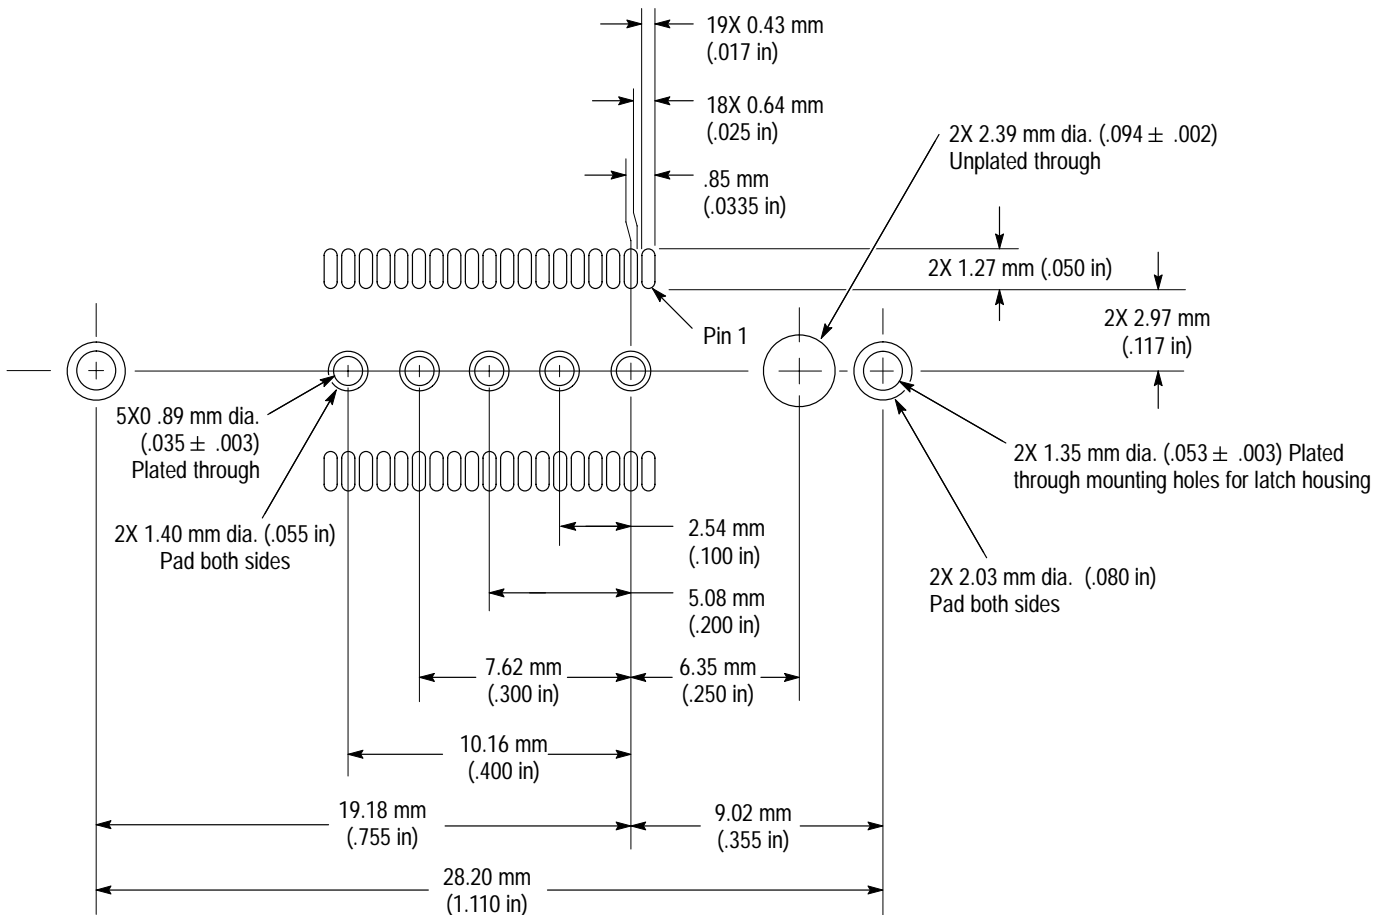 19X 0.43 mm
(.017 in)
18X 0.64 mm
(.025 in)
.85 mm
(.0335 in)
2X 2.39 mm dia. (.094 ± .002)
Unplated through
2X 1.27 mm (.050 in)
2X 2.97 mm
(.117 in)
Pin 1
5X0 .89 mm dia.
(.035 ± .003)
Plated through
2X 1.40 mm dia. (.055 in)
Pad both sides
2X 1.35 mm dia. (.053 ± .003) Plated
through mounting holes for latch housing
2X 2.03 mm dia. (.080 in)
Pad both sides
2.54 mm
(.100 in)
5.08 mm
(.200 in)
7.62 mm
(.300 in)
6.35 mm
(.250 in)
10.16 mm
(.400 in)
19.18 mm
(.755 in)
9.02 mm
(.355 in)
28.20 mm
(1.110 in)